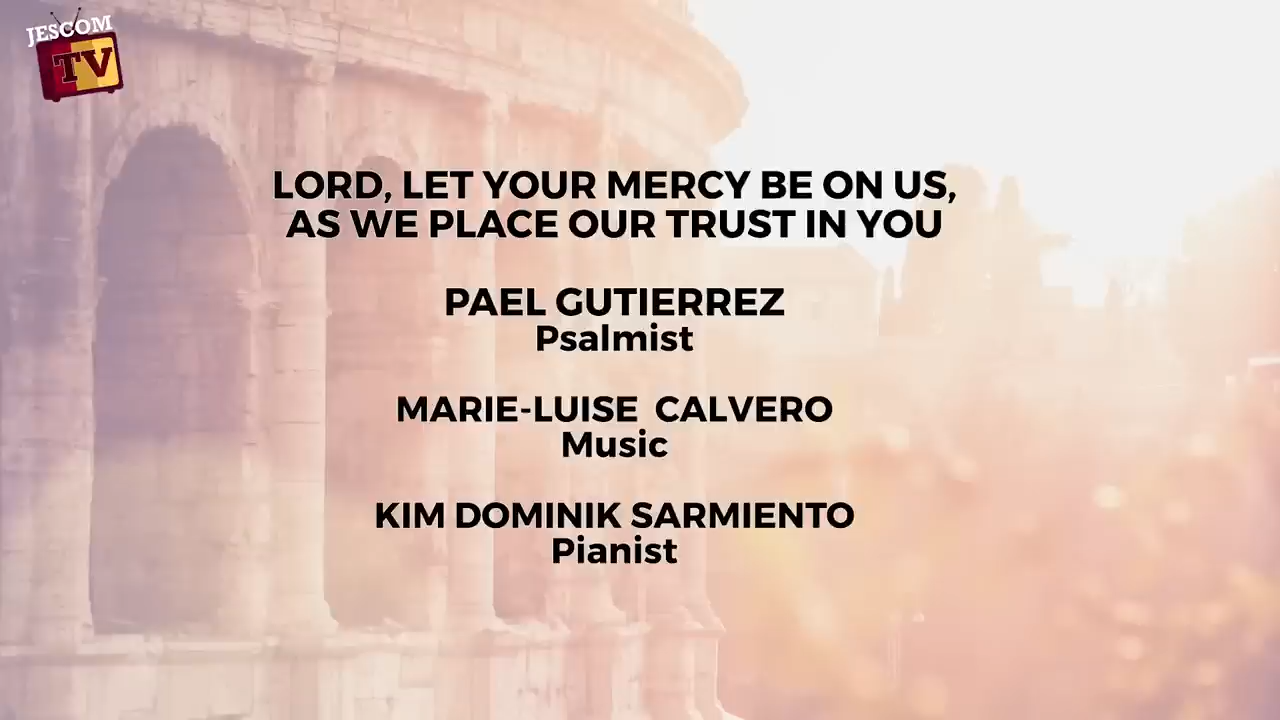 JESCOM
TV
LORD, LET YOUR MERCY BE ON US,
AS WE PLACE OUR TRUST IN YOU
PAEL GUTIERREZ
Psalmist
MARIE-LUISE CALVERO
Music
KIM DOMINIK SARMIENTO
Pianist